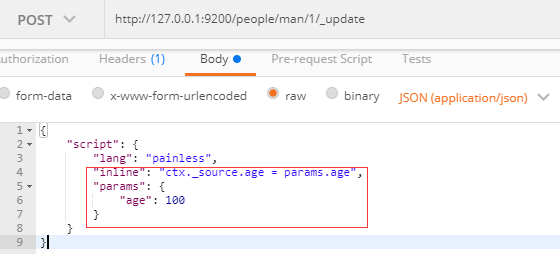 POST http://127.0.0.1:9200/people/man/1/_update
uthorization Headers (1) Body Pre-request Script Tests
form-data x-www-form-urlencoded raw binary JSON (application/json)
1 {
2 "script": {
3 "lang": "painless",
4 "inline": "ctx._source.age = params.age",
5 "params": {
6 "age": 100
7 }
8 }
9 }